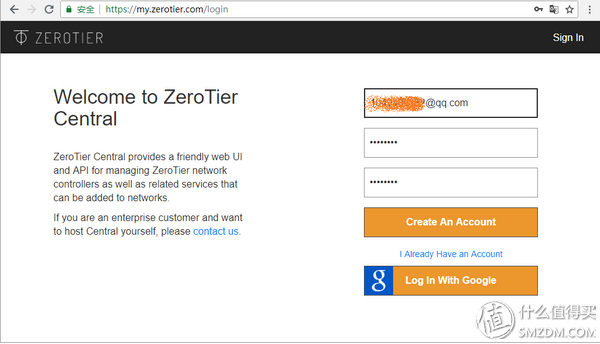 安全 https://my.zerotier.com/login
ZEROTIER
Sign In
Welcome to ZeroTier
Central
ZeroTier Central provides a friendly web UI
and API for managing ZeroTier network
controllers as well as related services that
can be added to networks.
If you are an enterprise customer and want
to host Central yourself, please contact us.
@qq.com
••••••••
••••••••
Create An Account
I Already Have an Account
g Log In With Google
值 什么值得买
SMZDM.COM